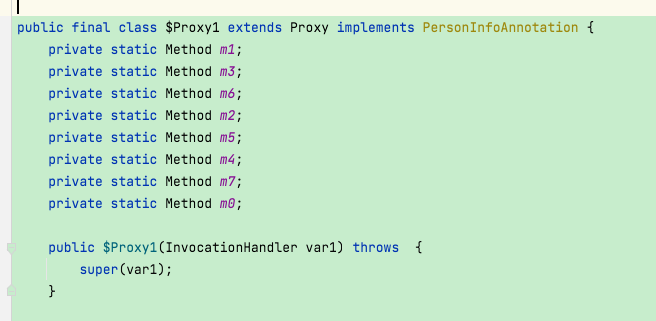 public final class $Proxy1 extends Proxy implements PersonInfoAnnotation {
    private static Method m1;
    private static Method m3;
    private static Method m6;
    private static Method m2;
    private static Method m5;
    private static Method m4;
    private static Method m7;
    private static Method m0;

    public $Proxy1(InvocationHandler var1) throws  {
        super(var1);
    }